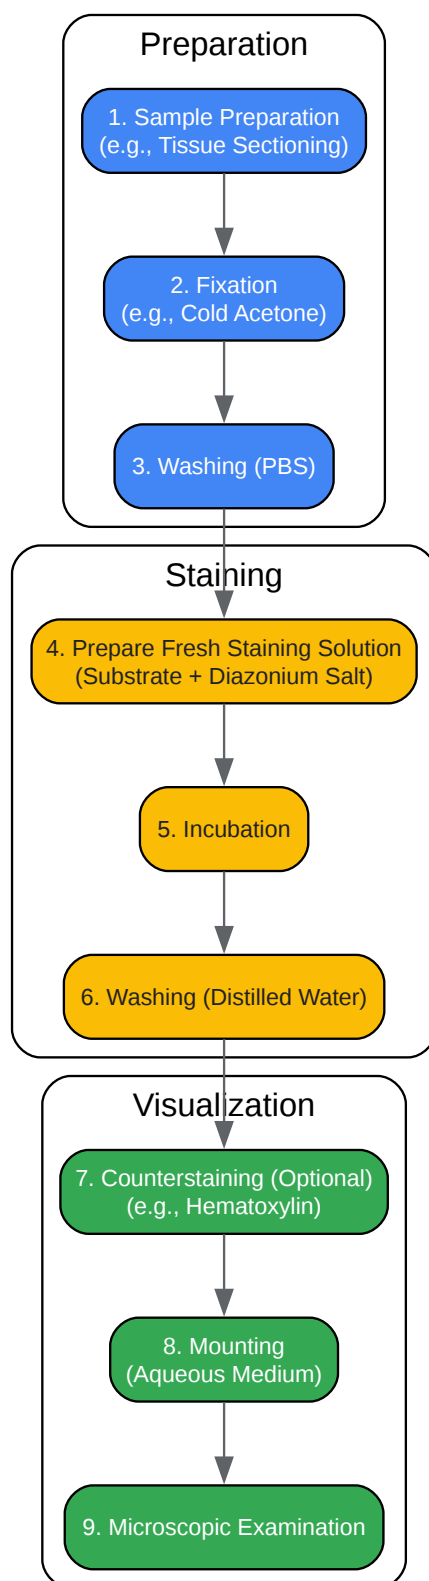 Preparation
1. Sample Preparation
(e.g., Tissue Sectioning)
2. Fixation
(e.g., Cold Acetone)
3. Washing (PBS)
Staining
4. Prepare Fresh Staining Solution
(Substrate + Diazonium Salt)
5. Incubation
6. Washing (Distilled Water)
Visualization
7. Counterstaining (Optional)
(e.g., Hematoxylin)
8. Mounting
(Aqueous Medium)
9. Microscopic Examination